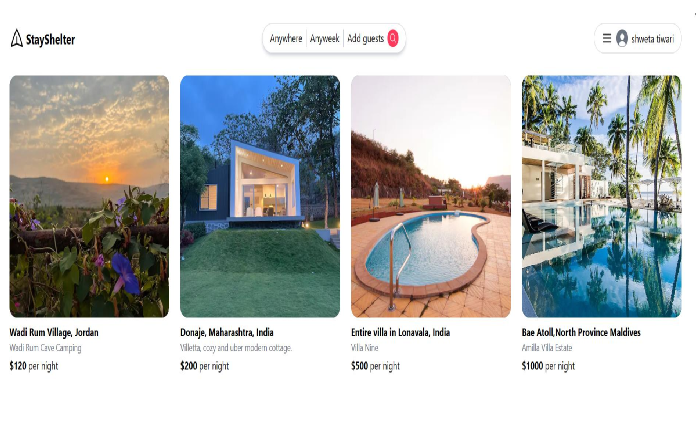 StayShelter
Anywhere Anyweek Add guests
shweta tiwari
Wadi Rum Village, Jordan
Wadi Rum Cave Camping
$120 per night
Donaje, Maharashtra, India
Villetta, cozy and uber modern cottage.
$200 per night
Entire villa in Lonavala, India
Villa Nine
$500 per night
Bae Atoll,North Province Maldives
Amilla Villa Estate
$1000 per night